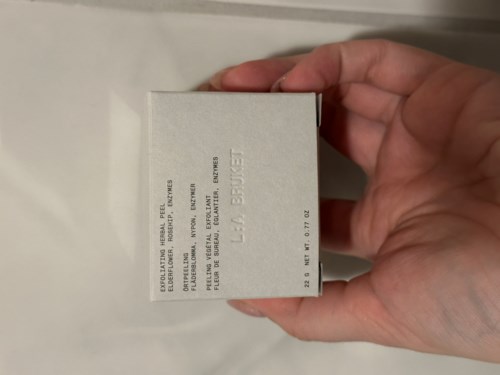 EXFOLIATING HERBAL PEEL
ELDERFLOWER, ROSEHIP, ENZYMES
ÖRTPEELING
FLÄDERBLOMMA, NYPON, ENZYMER
PEELING VÉGÉTAL EXFOLIANT
FLEUR DE SUREAU, ÉGLANTIER, ENZYMES
L:A BRUKET
22 G NET WT. 0.77 OZ